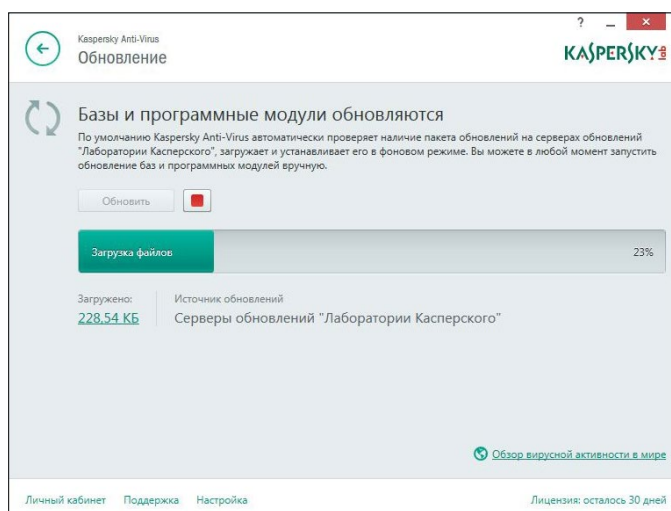 ? _ ×
Kaspersky Anti-Virus
Обновление
KASPERSKY lab
Базы и программные модули обновляются
По умолчанию Kaspersky Anti-Virus автоматически проверяет наличие пакета обновлений на серверах обновлений
"Лаборатории Касперского", загружает и устанавливает его в фоновом режиме. Вы можете в любой момент запустить
обновление баз и программных модулей вручную.
Обновить
Загрузка файлов 23%
Загружено: Источник обновлений
228,54 КБ Серверы обновлений "Лаборатории Касперского"
Обзор вирусной активности в мире
Личный кабинет Поддержка Настройка Лицензия: осталось 30 дней